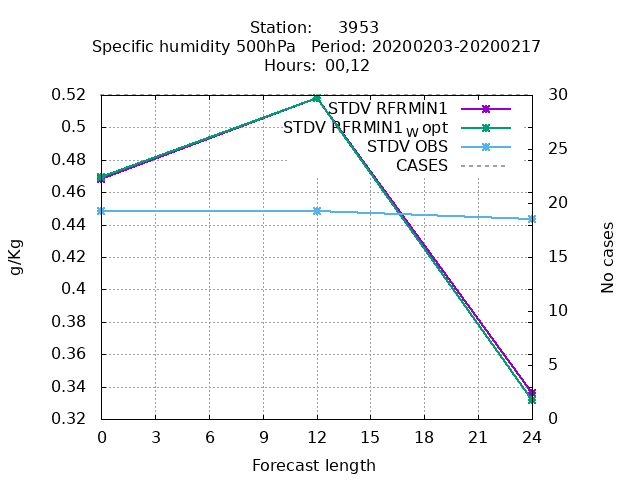 Station: 3953
Specific humidity 500hPa Period: 20200203-20200217
Hours: 00,12
STDV RFRMIN1
STDV RFRMIN1 w opt
STDV OBS
CASES
g/Kg
0.52
0.5
0.48
0.46
0.44
0.42
0.4
0.38
0.36
0.34
0.32
30
25
20
15
10
5
0
No cases
0 3 6 9 12 15 18 21 24
Forecast length